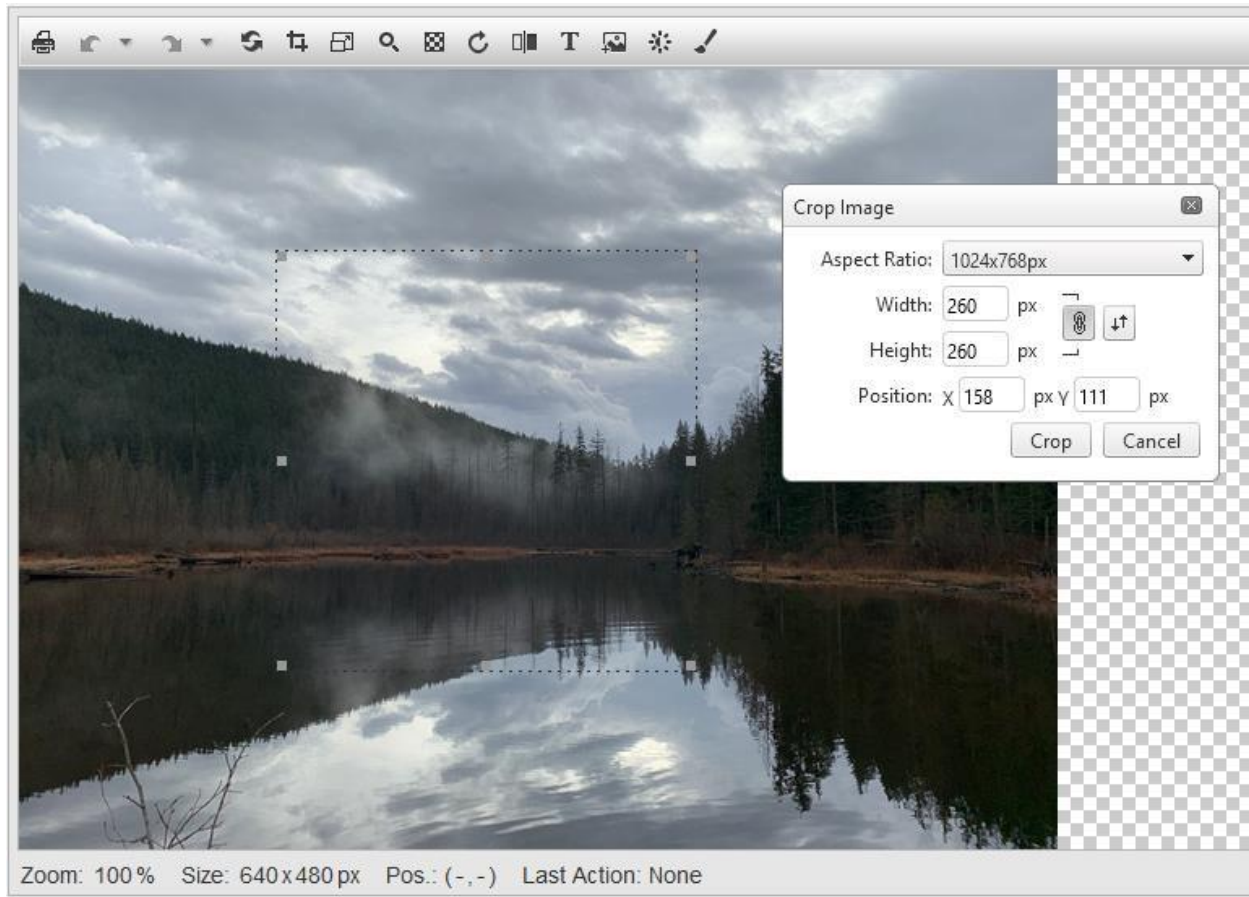 T
Crop Image
Aspect Ratio: 1024x768px
Width: 260 px
Height: 260 px
Position: X 158 px Y 111 px
Crop Cancel
Zoom: 100 % Size: 640 x 480 px Pos.: ( - , - ) Last Action: None